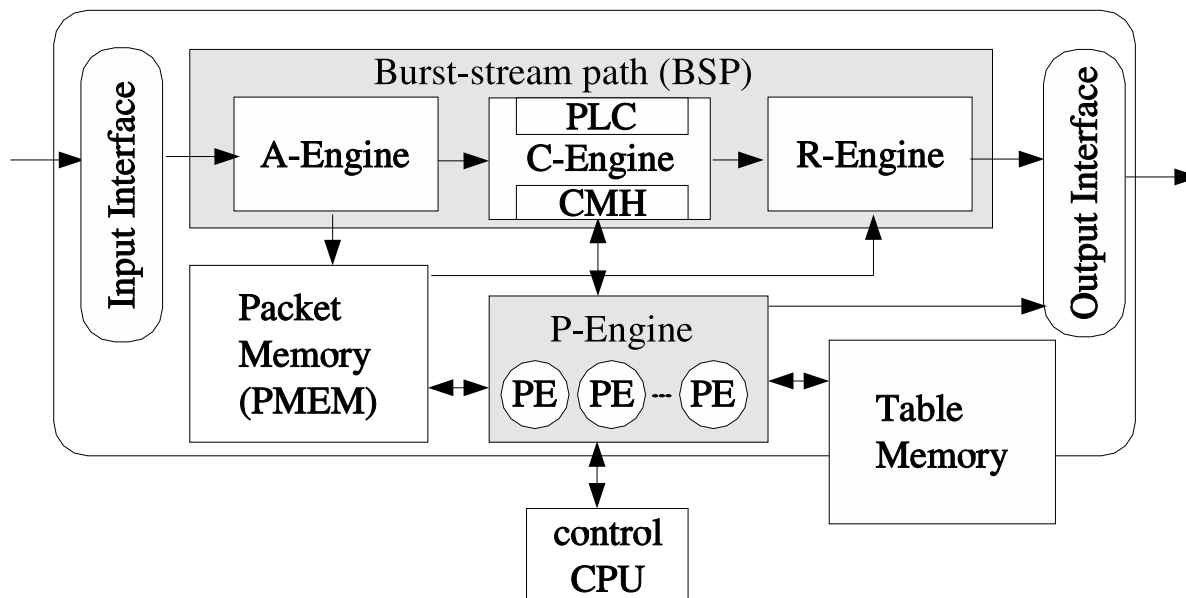 Input Interface
Burst-stream path (BSP)
A-Engine
PLC
C-Engine
CMH
R-Engine
Output Interface
Packet
Memory
(PMEM)
P-Engine
PE
PE
...
PE
Table
Memory
control
CPU